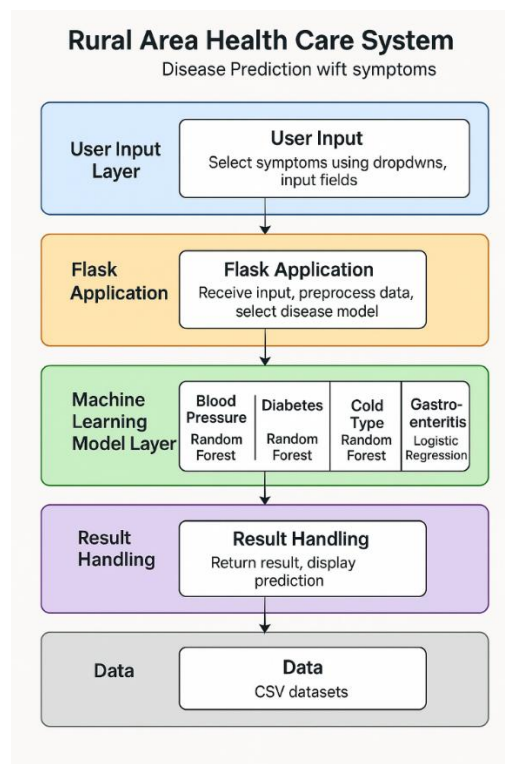 Rural Area Health Care System
Disease Prediction wift symptoms
User Input
Layer
User Input
Select symptoms using dropdwns,
input fields
Flask
Application
Flask Application
Receive input, preprocess data,
select disease model
Machine
Learning
Model Layer
Blood
Pressure
Random
Forest
Diabetes
Random
Forest
Cold
Type
Random
Forest
Gastro-
enteritis
Logistic
Regression
Result
Handling
Result Handling
Return result, display
prediction
Data
Data
CSV datasets